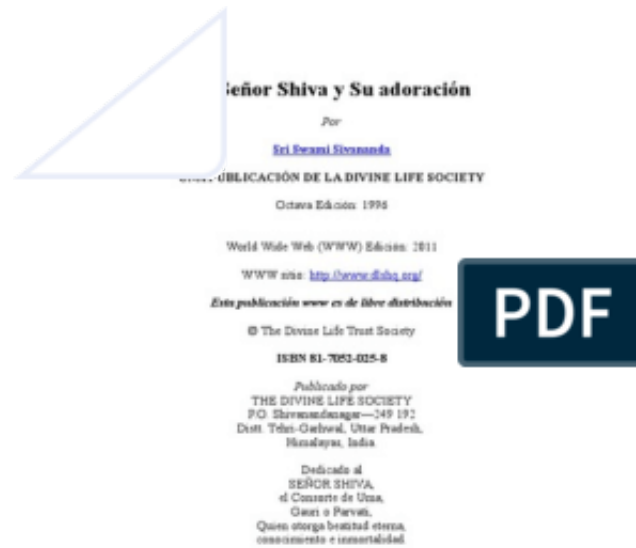 Señor Shiva y Su adoración
Por
Sri Swami Sivananda
PUBLICACIÓN DE LA DIVINE LIFE SOCIETY
Octava Edición: 1996
World Wide Web (WWW) Edición: 2011
WWW sitio: http://www.dlshq.org/
Esta publicación www es de libre distribución
© The Divine Life Trust Society
ISBN 81-7052-025-8
PDF
Publicado por
THE DIVINE LIFE SOCIETY
P.O. Shivanandanagar—249 192
Distt. Tehri-Garhwal, Uttar Pradesh,
Himalayas, India
Dedicado al
SEÑOR SHIVA,
el Consorte de Uma,
Gauri o Parvati,
Quien otorga beatitud eterna,
conocimiento e inmortalidad